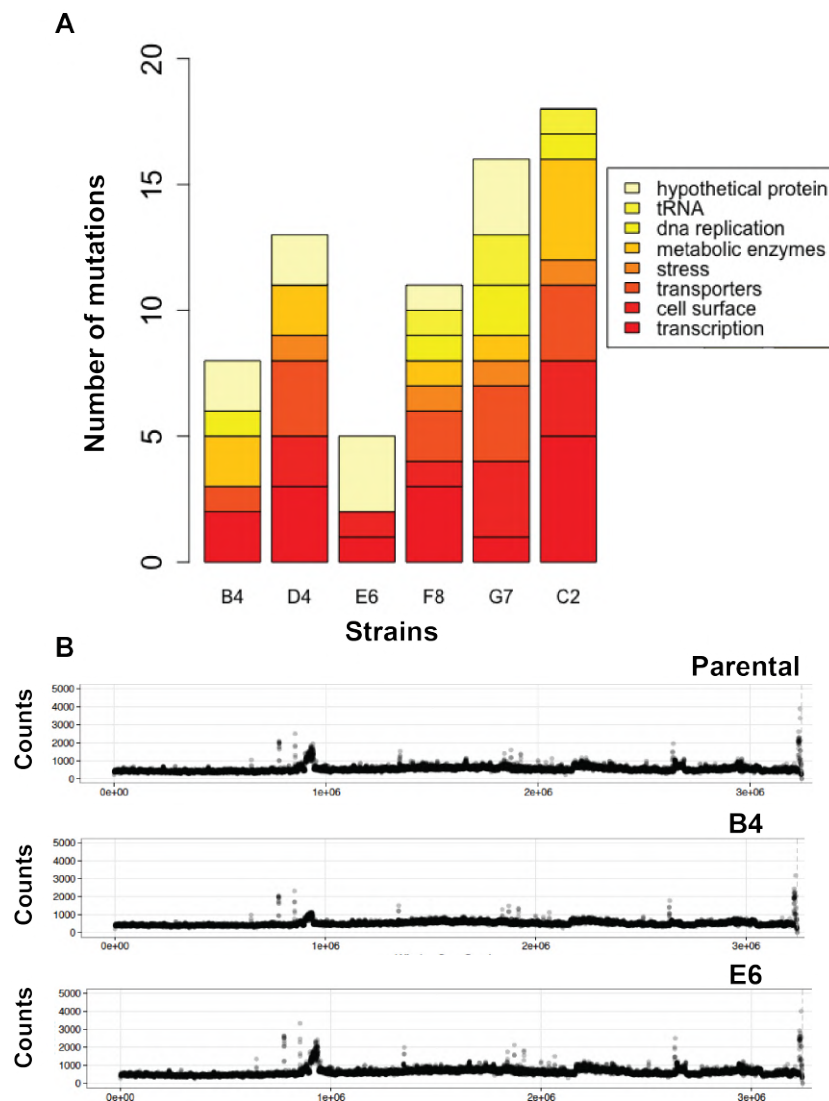 A
Number of mutations
20
15
10
5
0
hypothetical protein
tRNA
dna replication
metabolic enzymes
stress
transporters
cell surface
transcription
B4 D4 E6 F8 G7 C2
Strains
B
Parental
Counts
5000
4000
3000
2000
1000
0
0e+00 1e+06 2e+06 3e+06
B4
Counts
5000
4000
3000
2000
1000
0
0e+00 1e+06 2e+06 3e+06
E6
Counts
5000
4000
3000
2000
1000
0
0e+00 1e+06 2e+06 3e+06